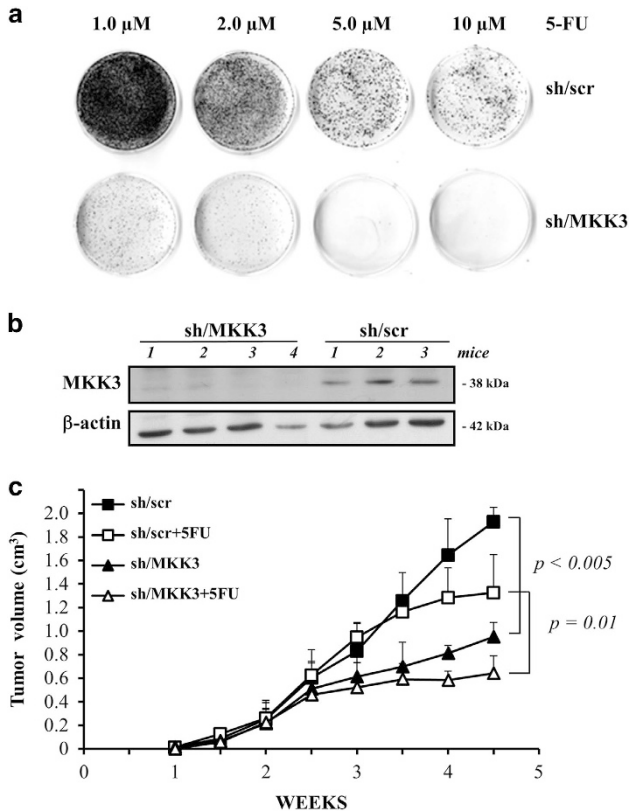 a
1.0 µM 2.0 µM 5.0 µM 10 µM 5-FU
sh/scr
sh/MKK3
b
sh/MKK3 sh/scr
1 2 3 4 1 2 3 mice
MKK3 - 38 kDa
β-actin - 42 kDa
c
sh/scr
sh/scr+5FU
sh/MKK3
sh/MKK3+5FU
Tumor volume (cm³)
2.0
1.8
1.6
1.4
1.2
1.0
0.8
0.6
0.4
0.2
0
p < 0.005
p = 0.01
0 1 2 3 4 5
WEEKS